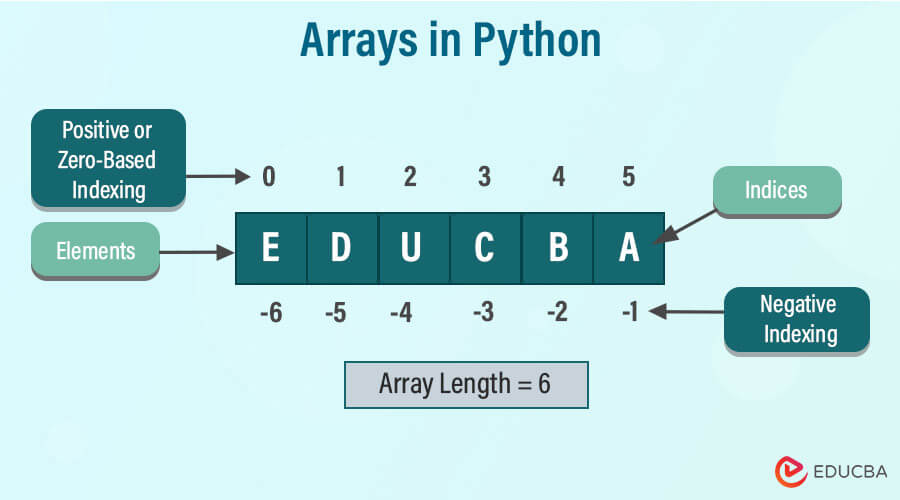 Arrays in Python
Positive or
Zero-Based
Indexing
0 1 2 3 4 5
Indices
Elements
E D U C B A
-6 -5 -4 -3 -2 -1
Negative
Indexing
Array Length = 6
EDUCBA